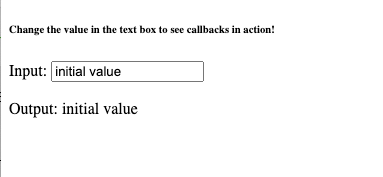 Change the value in the text box to see callbacks in action!
Input: initial value
Output: initial value